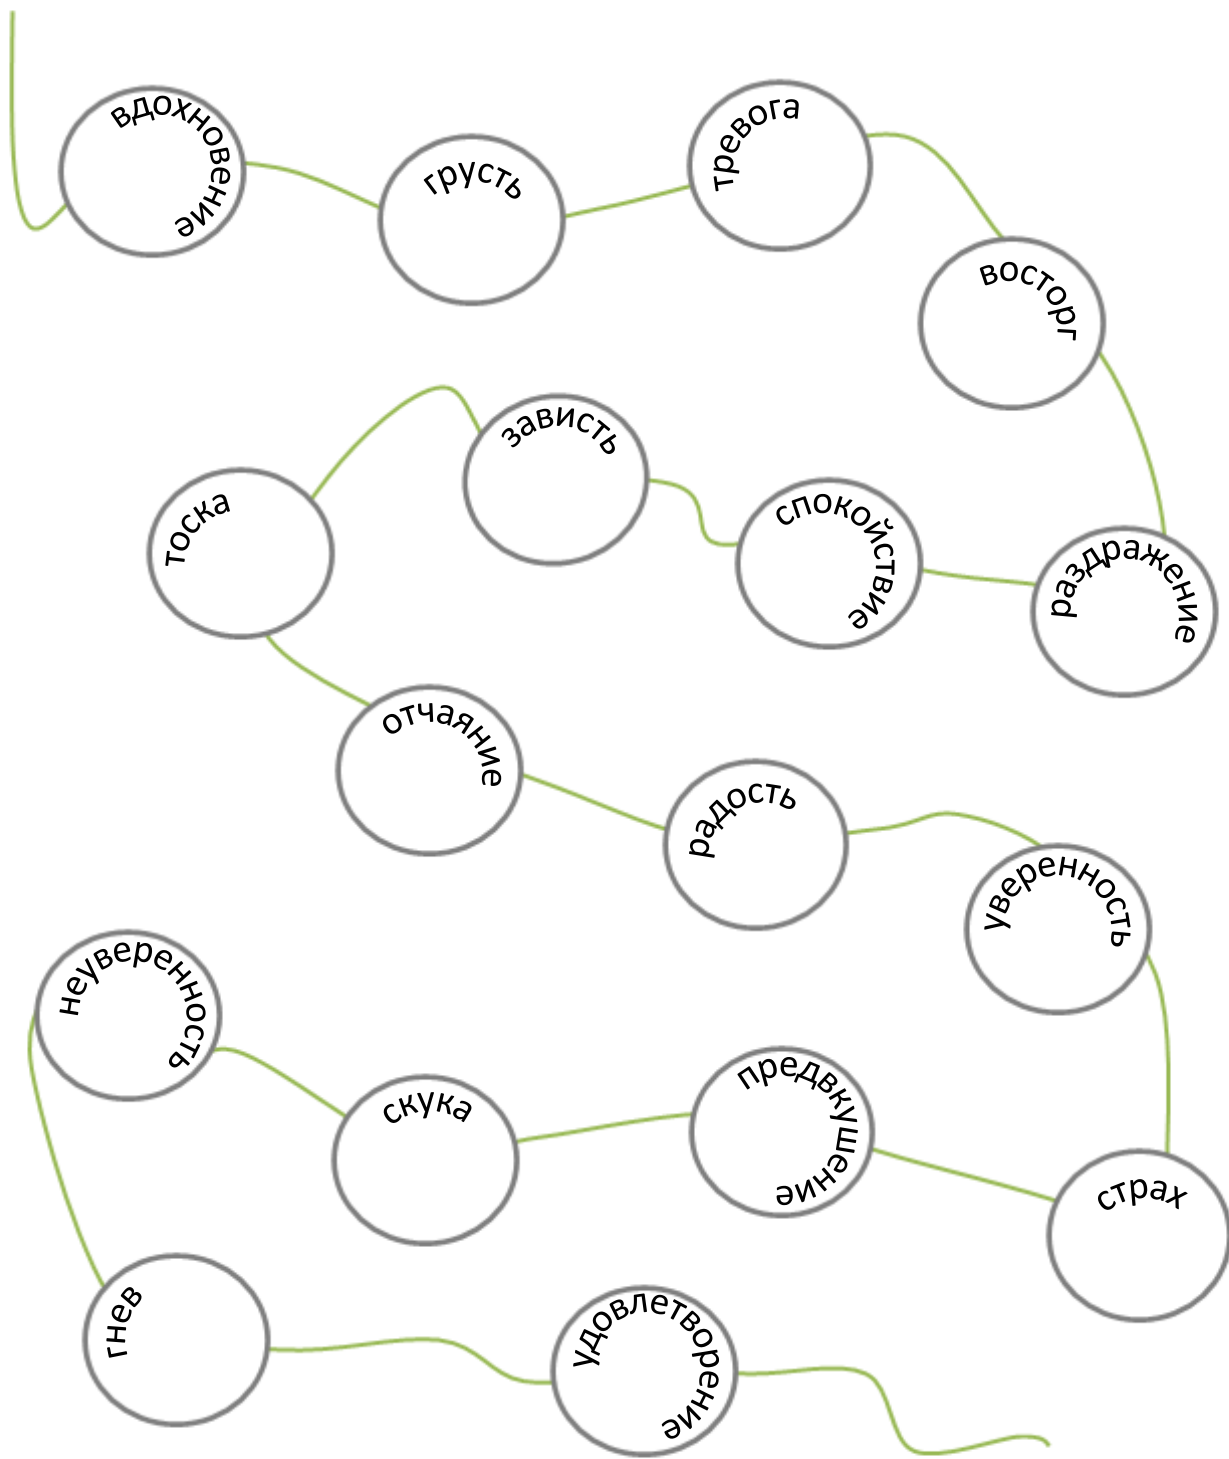 вдохновение
грусть
тревога
восторг
раздражение
спокойствие
зависть
тоска
отчаяние
радость
уверенность
страх
предвкушение
скука
неуверенность
гнев
удовлетворение